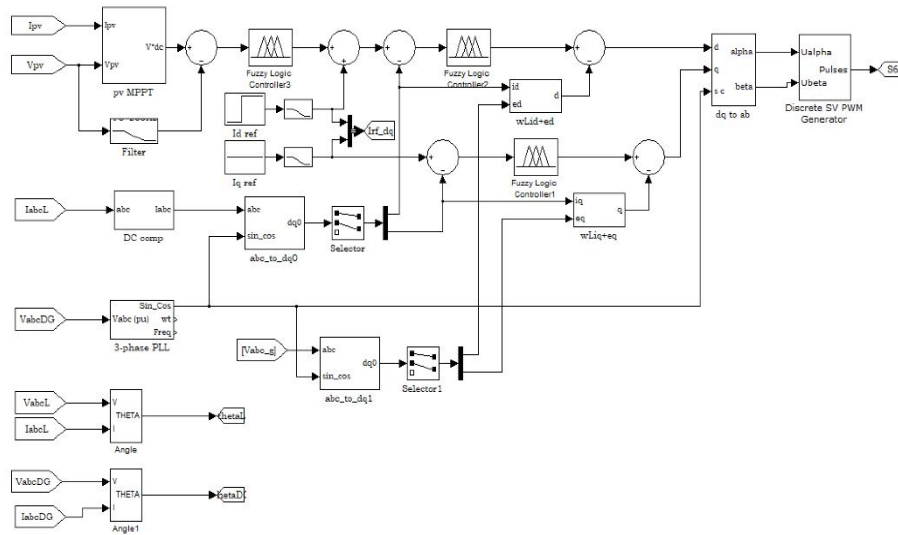 Ipv
Ipv
V*dc
Vpv
Vpv
pv MPPT
Filter
Fuzzy Logic
Controller3
Fuzzy Logic
Controller2
Id ref
Iq ref
Irf_dq
id
ed
d
wLid+ed
Fuzzy Logic
Controller1
iq
eq
q
wLiq+eq
d
q
s c
alpha
beta
dq to ab
Ualpha
Pulses
Ubeta
Discrete SV PWM
Generator
S6
IabcL
abc
Iabc
DC comp
abc
dq0
sin_cos
abc_to_dq0
Selector
VabcDG
Sin_Cos
Vabc (pu)
wt
Freq
3-phase PLL
[Vabc_g]
abc
dq0
sin_cos
abc_to_dq1
Selector1
VabcL
V
THETA
IabcL
I
Angle
hetaL
VabcDG
V
THETA
IabcDG
I
Angle1
hetaDG